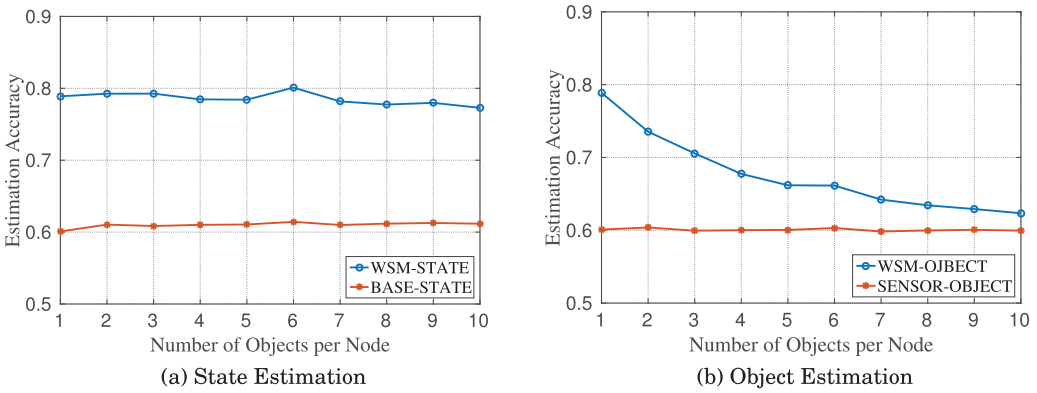 0.9
0.8
0.7
0.6
0.5
Estimation Accuracy
WSM-STATE
BASE-STATE
1 2 3 4 5 6 7 8 9 10
Number of Objects per Node
(a) State Estimation
0.9
0.8
0.7
0.6
0.5
Estimation Accuracy
WSM-OJBECT
SENSOR-OBJECT
1 2 3 4 5 6 7 8 9 10
Number of Objects per Node
(b) Object Estimation